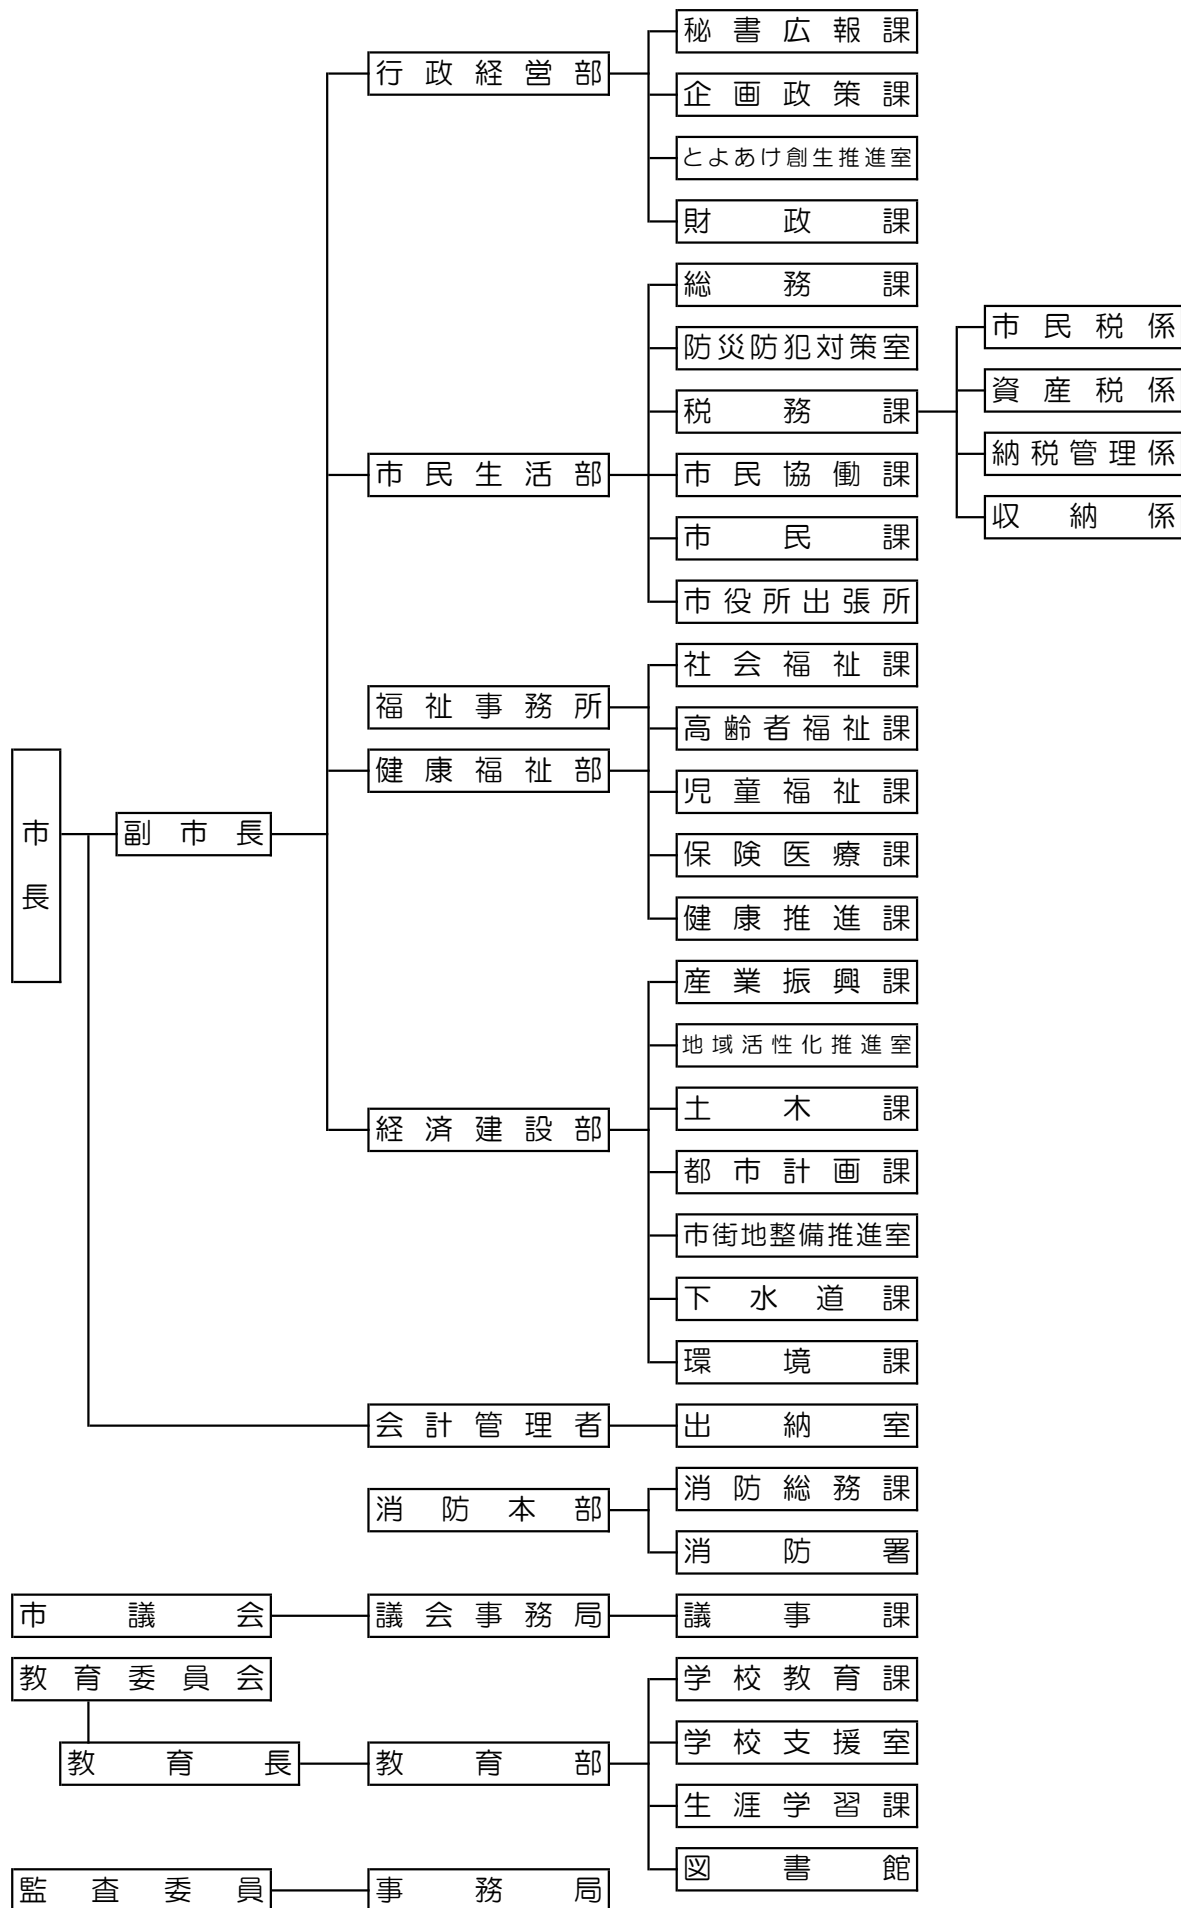 秘書広報課
行政経営部
企画政策課
とよあけ創生推進室
財政課
総務課
市民税係
防災防犯対策室
資産税係
税務課
納税管理係
市民生活部
市民協働課
収納係
市民課
市役所出張所
社会福祉課
福祉事務所
高齢者福祉課
健康福祉部
児童福祉課
市長
副市長
保険医療課
健康推進課
産業振興課
地域活性化推進室
土木課
経済建設部
都市計画課
市街地整備推進室
下水道課
環境課
会計管理者
出納室
消防総務課
消防本部
消防署
市議会
議会事務局
議事課
教育委員会
学校教育課
学校支援室
教育長
教育部
生涯学習課
図書館
監査委員
事務局